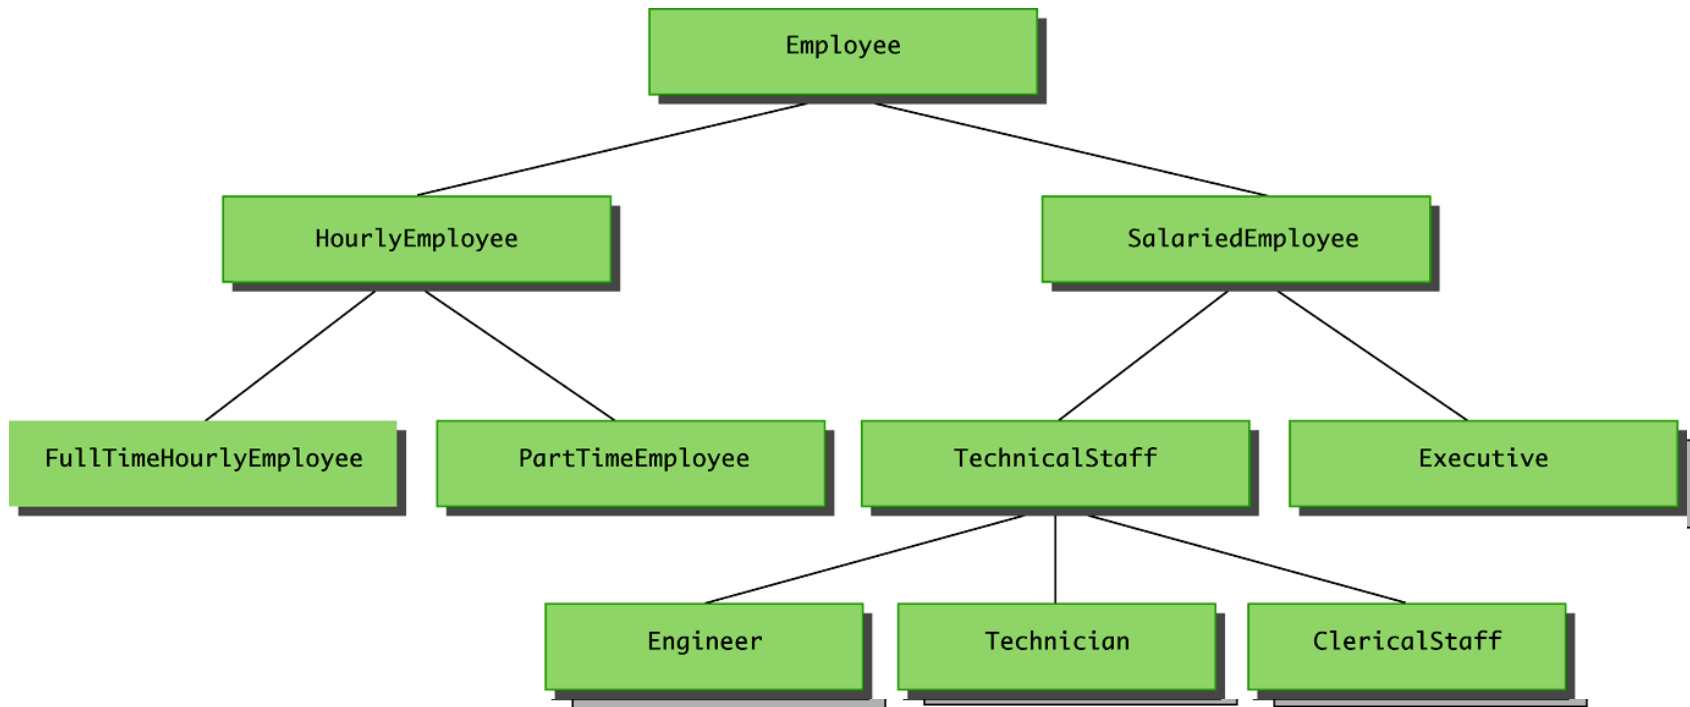 Employee
HourlyEmployee
SalariedEmployee
FullTimeHourlyEmployee
PartTimeEmployee
TechnicalStaff
Executive
Engineer
Technician
ClericalStaff